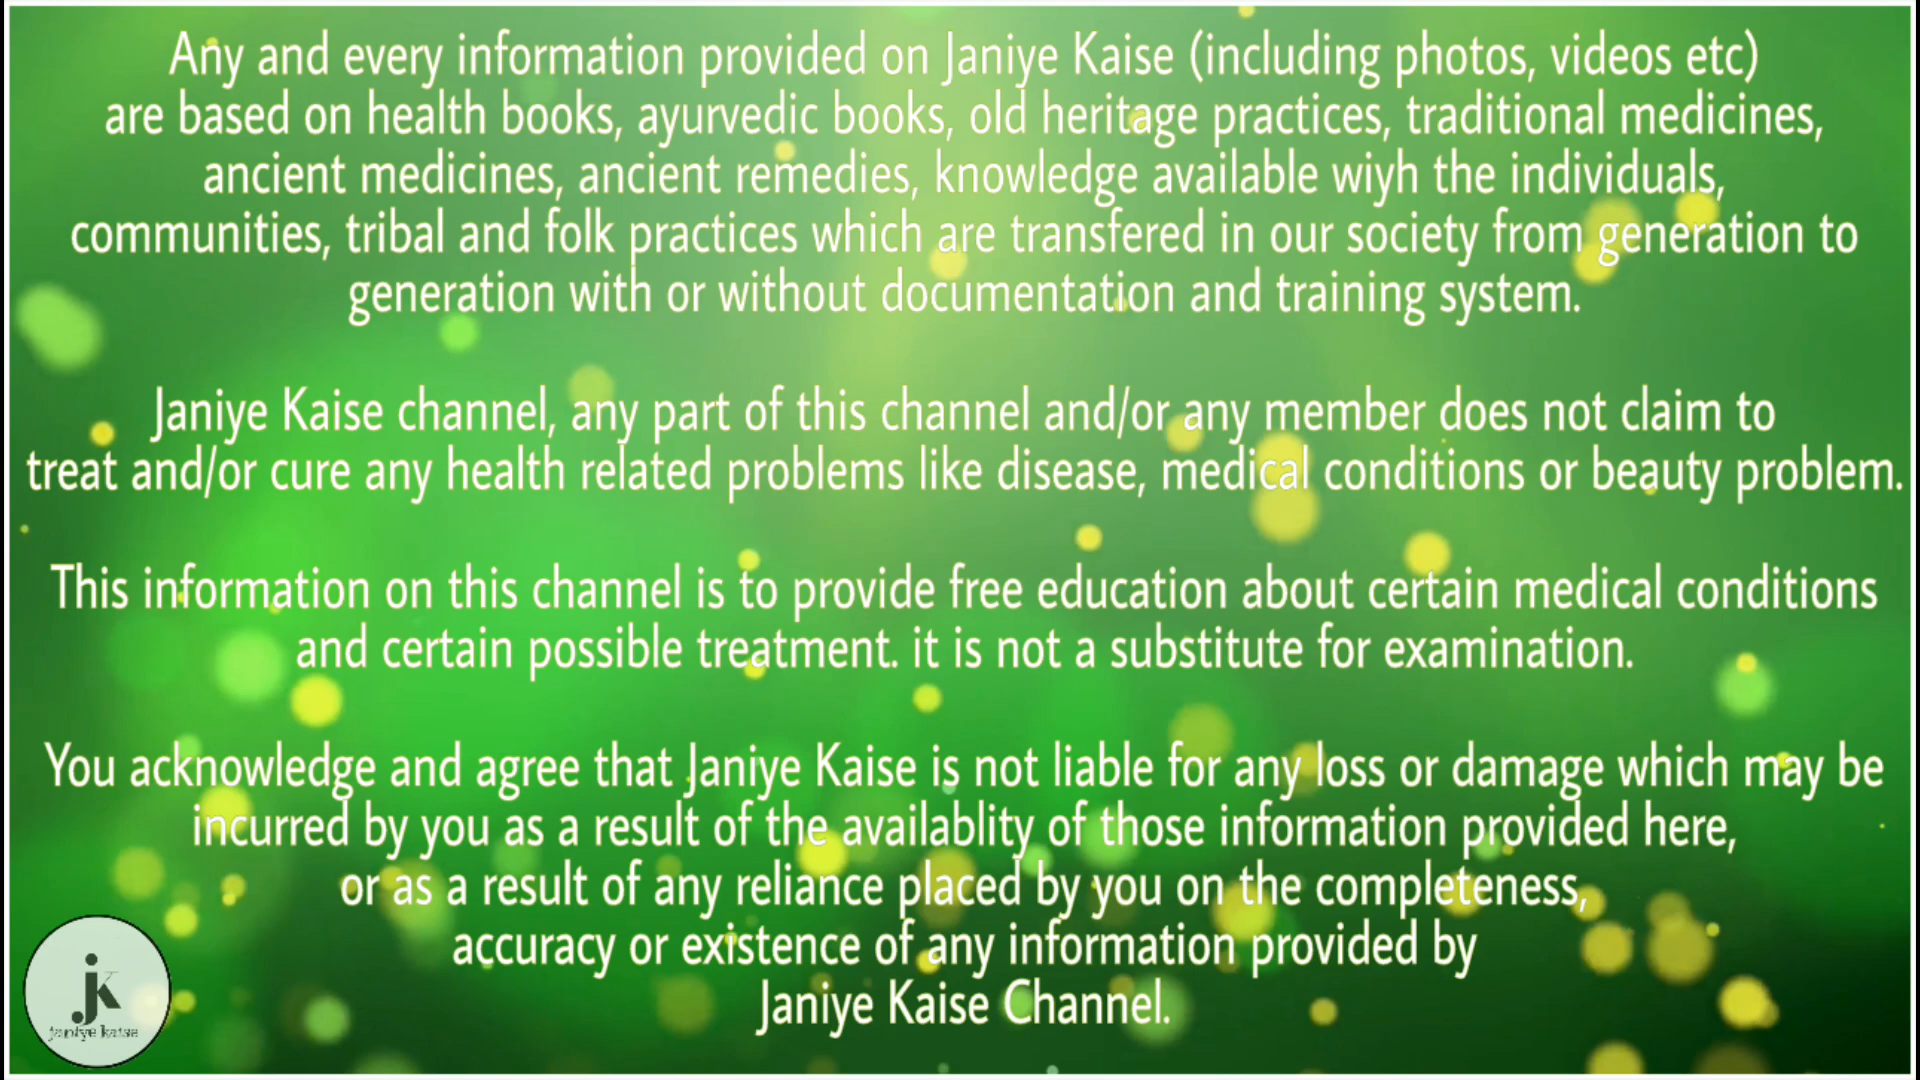 Any and every information provided on Janiye Kaise (including photos, videos etc)
are based on health books, ayurvedic books, old heritage practices, traditional medicines,
ancient medicines, ancient remedies, knowledge available wiyh the individuals,
communities, tribal and folk practices which are transfered in our society from generation to
generation with or without documentation and training system.
Janiye Kaise channel, any part of this channel and/or any member does not claim to
treat and/or cure any health related problems like disease, medical conditions or beauty problem.
This information on this channel is to provide free education about certain medical conditions
and certain possible treatment. it is not a substitute for examination.
You acknowledge and agree that Janiye Kaise is not liable for any loss or damage which may be
incurred by you as a result of the availablity of those information provided here,
or as a result of any reliance placed by you on the completeness,
accuracy or existence of any information provided by
Janiye Kaise Channel.
jk
janiye kaise